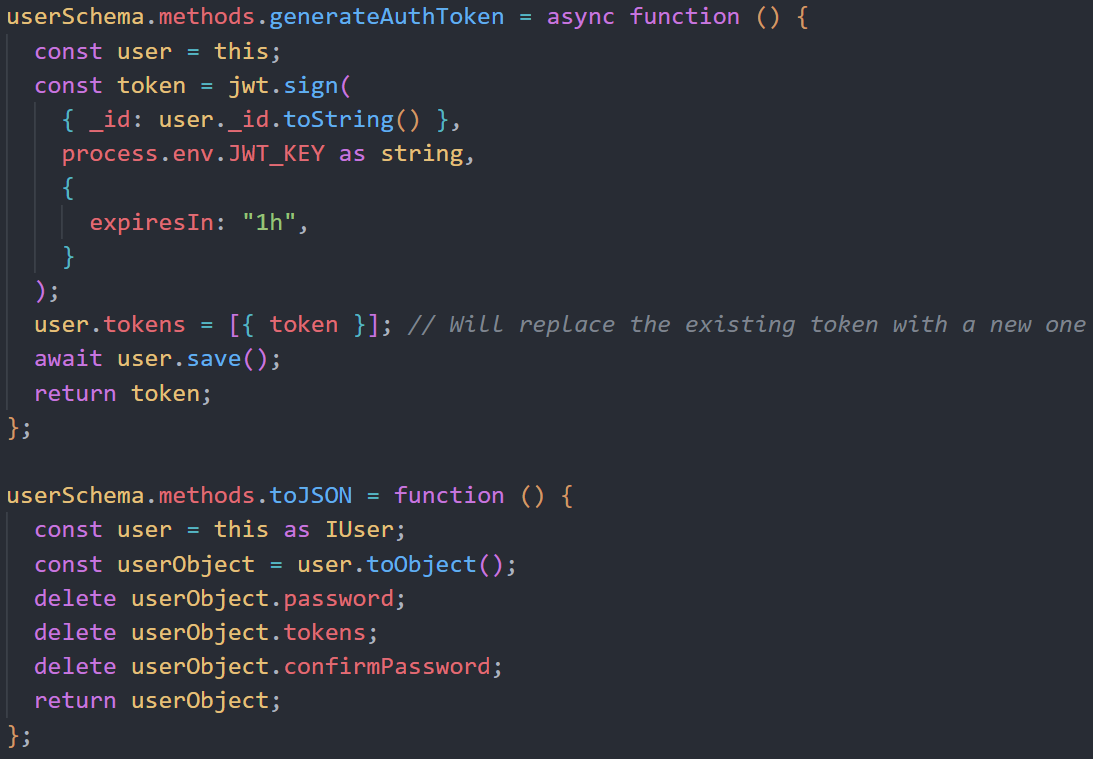 userSchema.methods.generateAuthToken = async function () {
  const user = this;
  const token = jwt.sign(
    { _id: user._id.toString() },
    process.env.JWT_KEY as string,
    {
      expiresIn: "1h",
    }
  );
  user.tokens = [{ token }]; // Will replace the existing token with a new one
  await user.save();
  return token;
};

userSchema.methods.toJSON = function () {
  const user = this as IUser;
  const userObject = user.toObject();
  delete userObject.password;
  delete userObject.tokens;
  delete userObject.confirmPassword;
  return userObject;
};